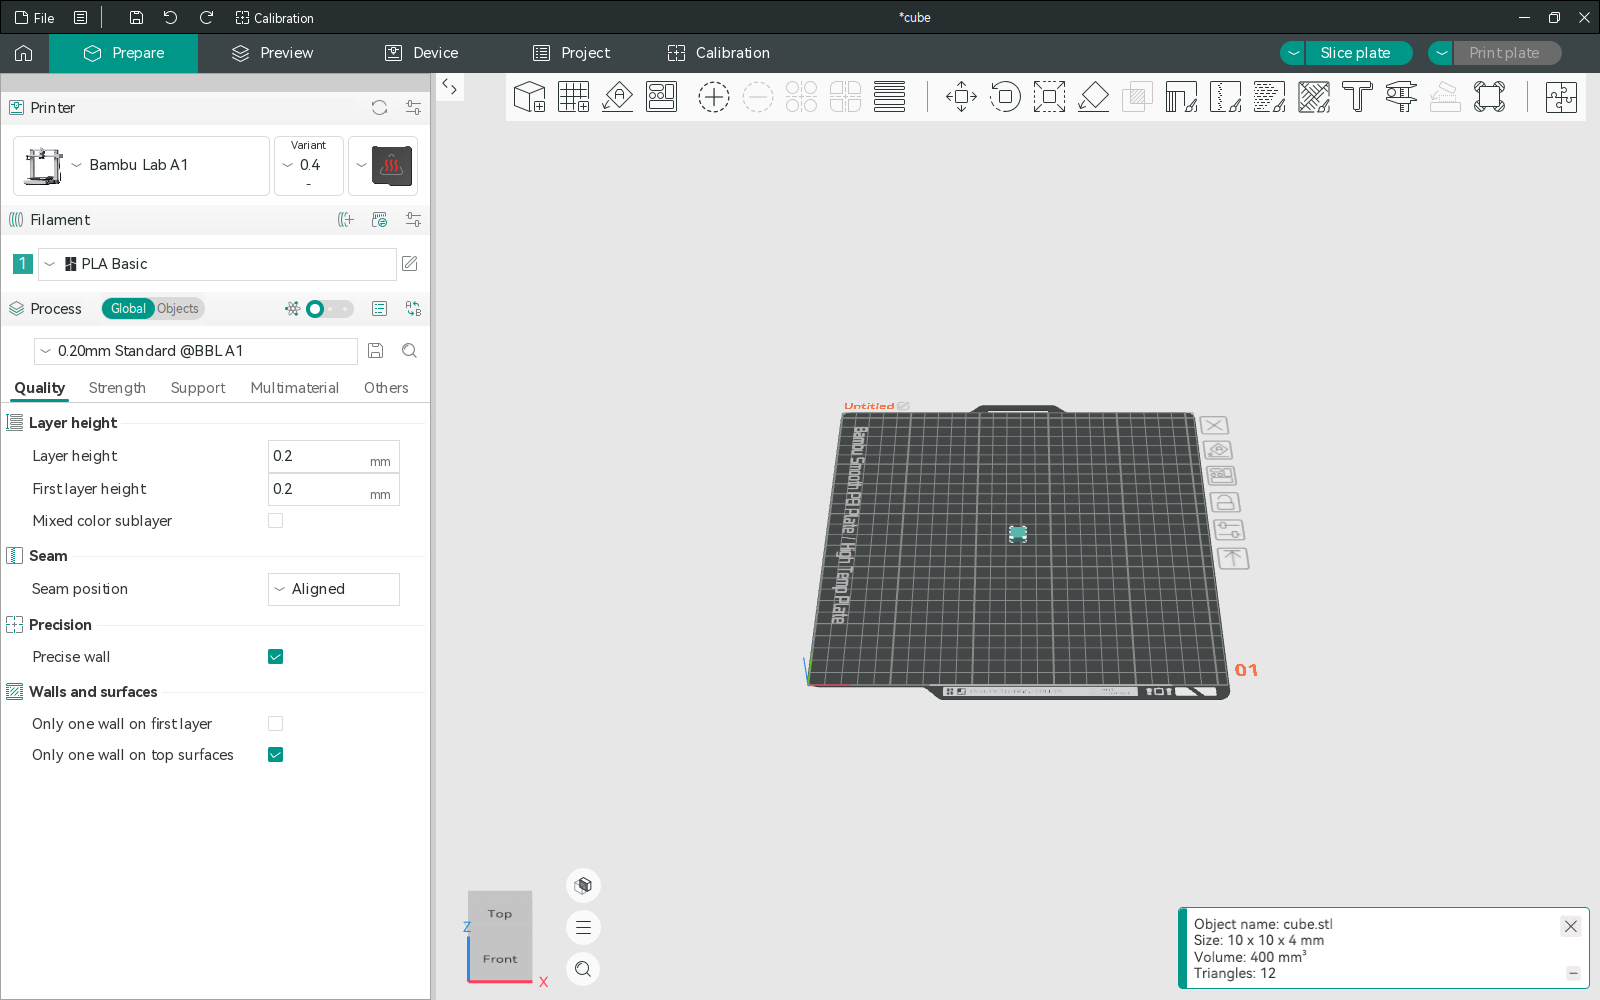 File
Calibration
*cube
Prepare
Preview
Device
Project
Calibration
Slice plate
Print plate
Printer
Bambu Lab A1
Variant
0.4
-
Filament
1
PLA Basic
Process
Global
Objects
0.20mm Standard @BBL A1
Quality
Strength
Support
Multimaterial
Others
Layer height
Layer height
0.2
mm
First layer height
0.2
mm
Mixed color sublayer
Seam
Seam position
Aligned
Precision
Precise wall
Walls and surfaces
Only one wall on first layer
Only one wall on top surfaces
Untitled
Bambu Smooth PEI Plate / High Temp Plate
01
Top
Front
Z
X
Object name: cube.stl
Size: 10 x 10 x 4 mm
Volume: 400 mm³
Triangles: 12